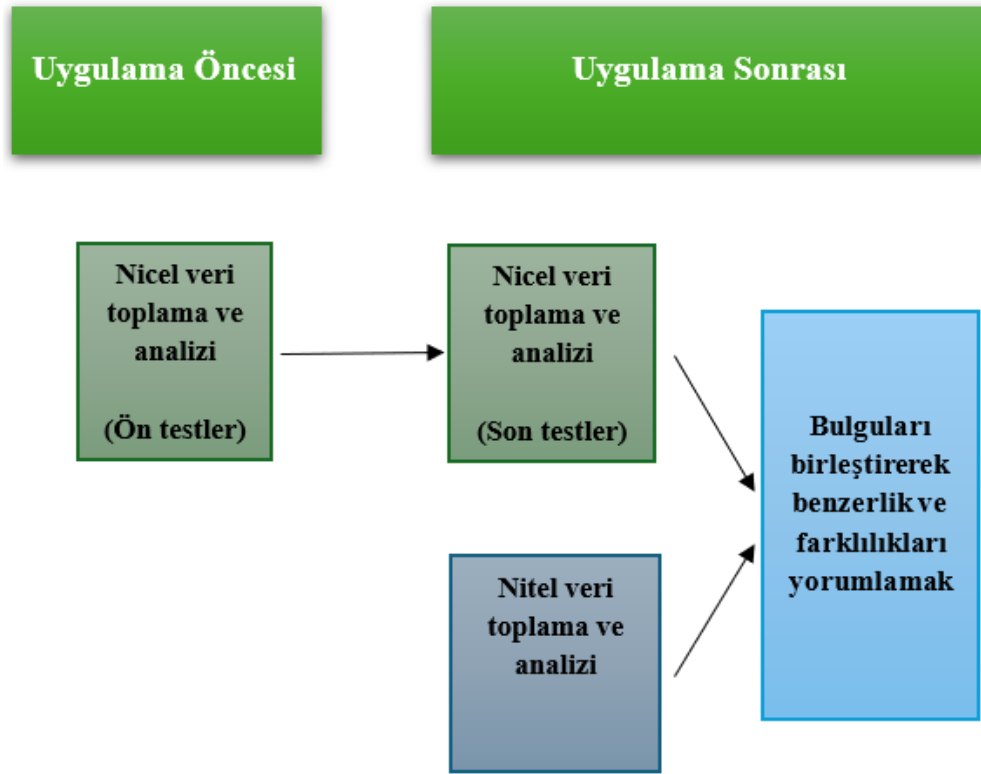 Uygulama Öncesi
Uygulama Sonrası
Nicel veri
toplama ve
analizi
(Ön testler)
Nicel veri
toplama ve
analizi
(Son testler)
Nitel veri
toplama ve
analizi
Bulguları
birleştirerek
benzerlik ve
farklılıkları
yorumlamak